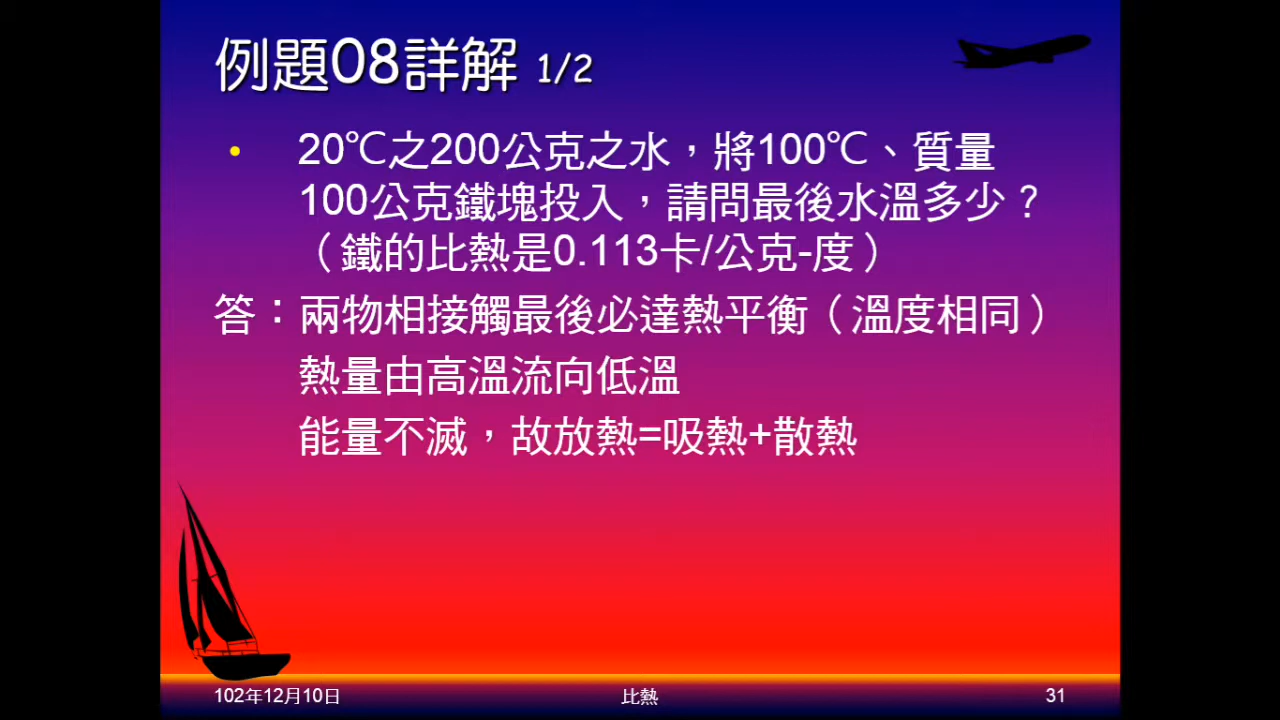 例題08詳解 1/2
• 20℃之200公克之水，將100℃、質量
100公克鐵塊投入，請問最後水溫多少？
（鐵的比熱是0.113卡/公克-度）
答：兩物相接觸最後必達熱平衡（溫度相同）
熱量由高溫流向低溫
能量不滅，故放熱=吸熱+散熱
102年12月10日
比熱
31